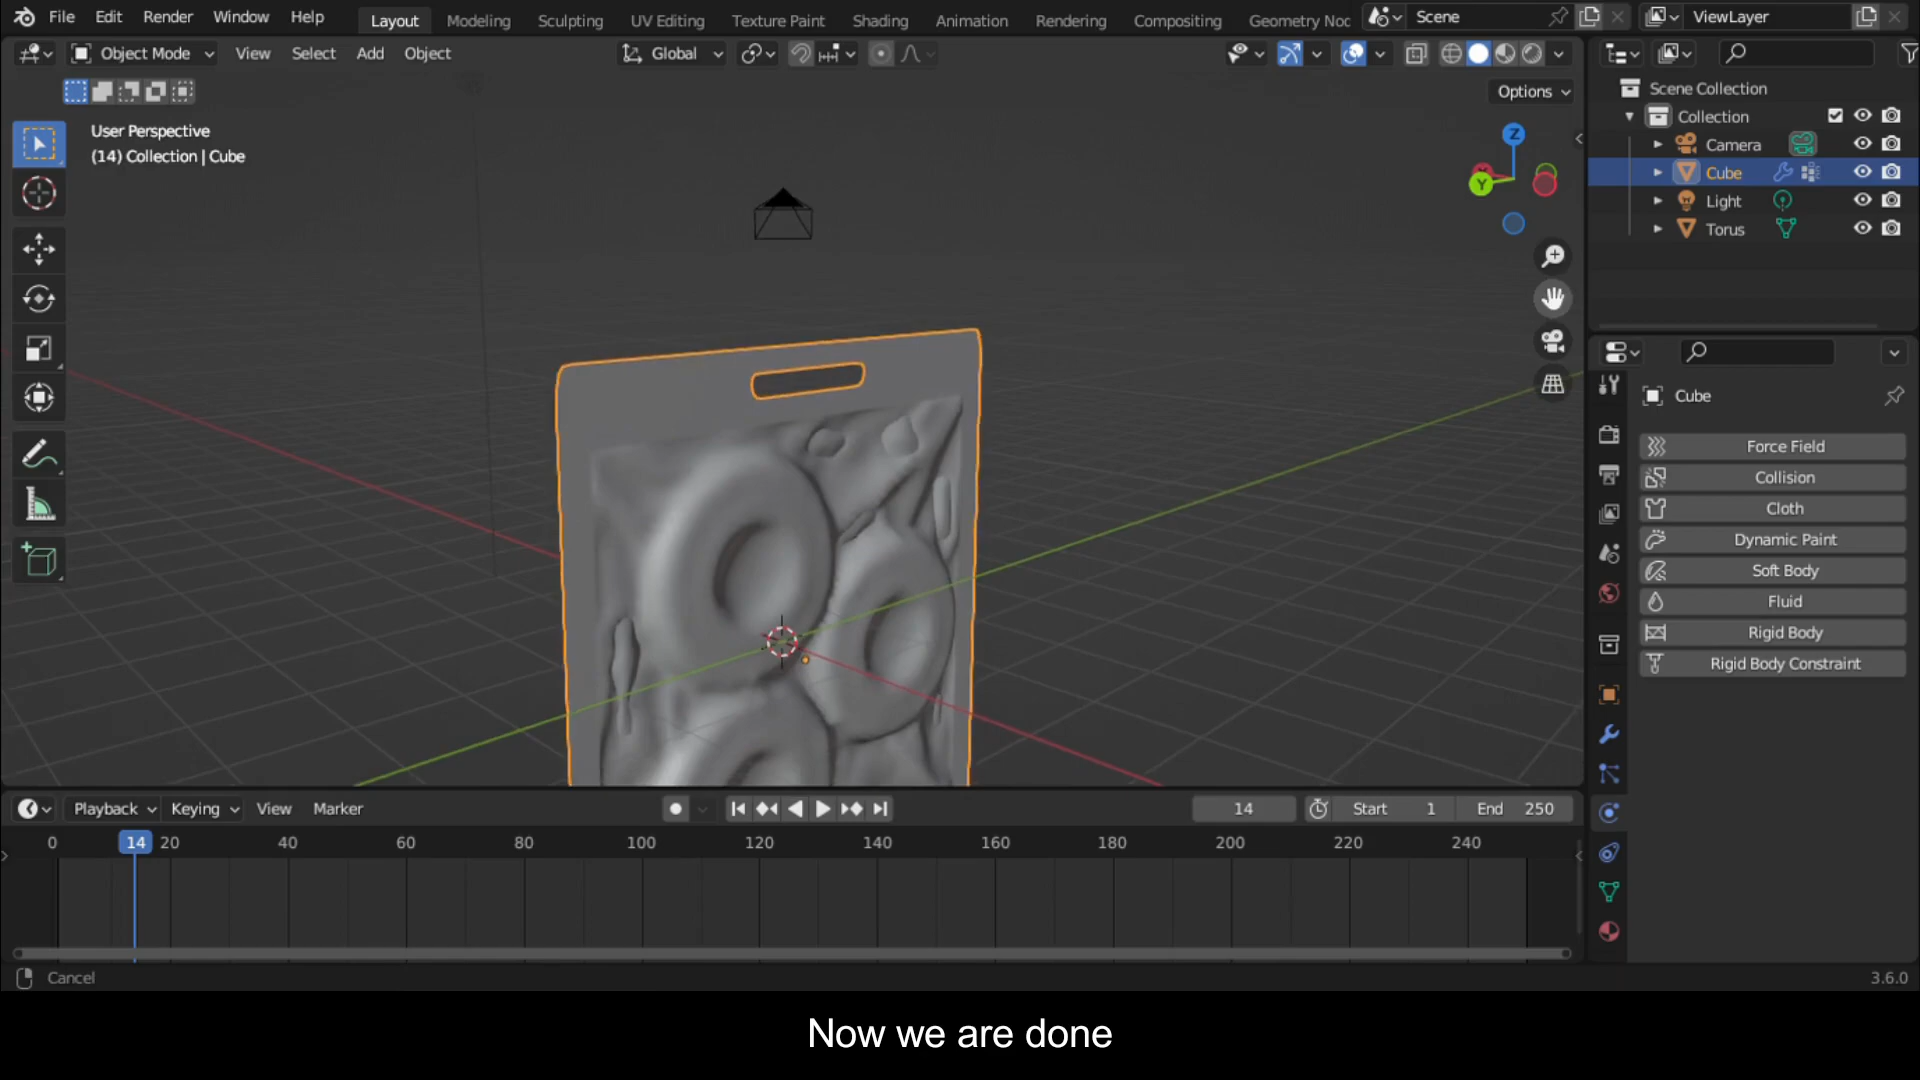 File Edit Render Window Help Layout Modeling Sculpting UV Editing Texture Paint Shading Animation Rendering Compositing Geometry Noc Scene ViewLayer
Object Mode View Select Add Object Global
Options
User Perspective
(14) Collection | Cube
Z
Y
Scene Collection
Collection
Camera
Cube
Light
Torus
Cube
Force Field
Collision
Cloth
Dynamic Paint
Soft Body
Fluid
Rigid Body
Rigid Body Constraint
Playback Keying View Marker 14 Start 1 End 250
0 14 20 40 60 80 100 120 140 160 180 200 220 240
Cancel 3.6.0
Now we are done